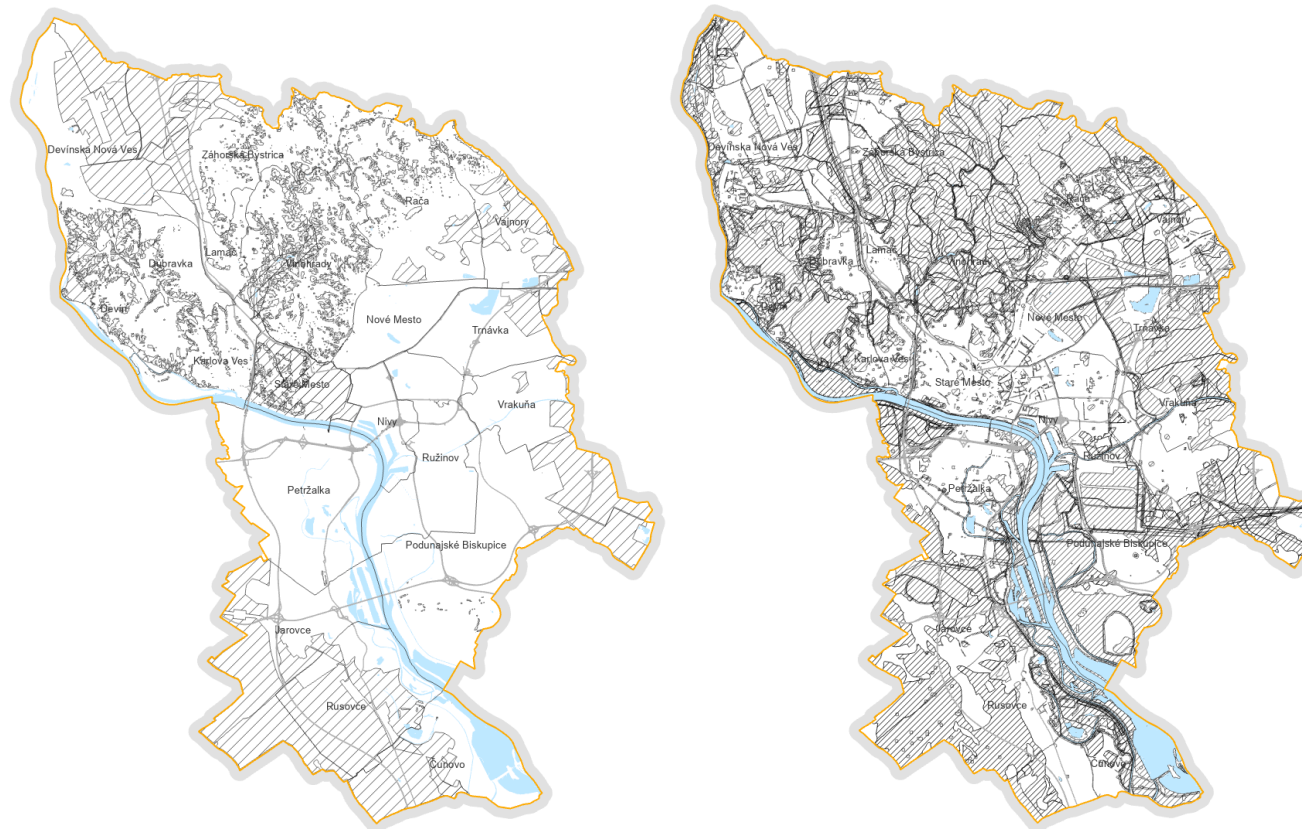 Devínska Nová Ves
Záhorská Bystrica
Rača
Vajnory
Lamač
Dúbravka
Vinohrady
Devín
Nové Mesto
Trnávka
Karlova Ves
Staré Mesto
Vrakuňa
Nivy
Ružinov
Petržalka
Podunajské Biskupice
Jarovce
Rusovce
Čunovo
Devínska Nová Ves
Záhorská Bystrica
Rača
Vajnory
Lamač
Dúbravka
Vinohrady
Devín
Nové Mesto
Trnávka
Karlova Ves
Staré Mesto
Vrakuňa
Nivy
Ružinov
Petržalka
Podunajské Biskupice
Jarovce
Rusovce
Čunovo